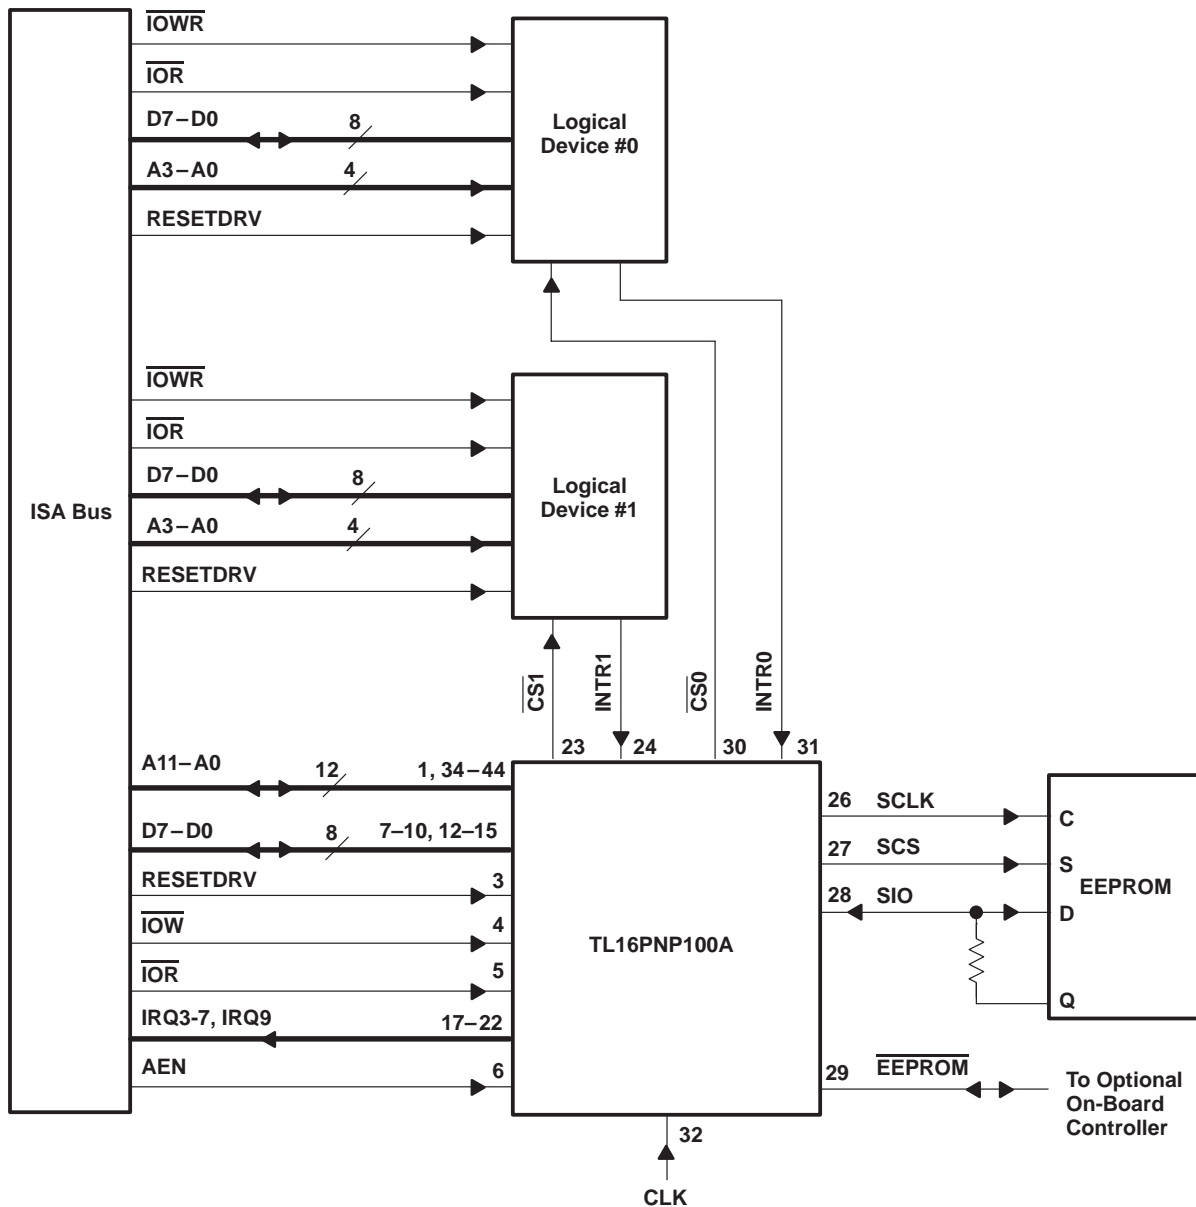 IOWR
IOR
D7–D0
8
A3–A0
4
RESETDRV
Logical
Device #0
IOWR
IOR
D7–D0
8
A3–A0
4
RESETDRV
Logical
Device #1
ISA Bus
CS1
INTR1
CS0
INTR0
23
24
30
31
A11–A0
12
1, 34–44
D7–D0
8
7–10, 12–15
RESETDRV
3
IOW
4
IOR
5
IRQ3-7, IRQ9
17–22
AEN
6
TL16PNP100A
26
SCLK
27
SCS
28
SIO
29
EEPROM
C
S
D
Q
EEPROM
To Optional
On-Board
Controller
32
CLK